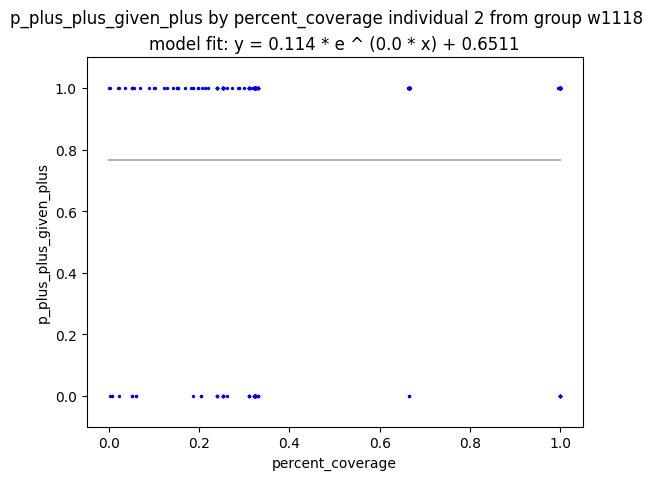 p_plus_plus_given_plus by percent_coverage individual 2 from group w1118
model fit: y = 0.114 * e ^ (0.0 * x) + 0.6511
1.0
0.8
0.6
0.4
0.2
0.0
p_plus_plus_given_plus
0.0 0.2 0.4 0.6 0.8 1.0
percent_coverage